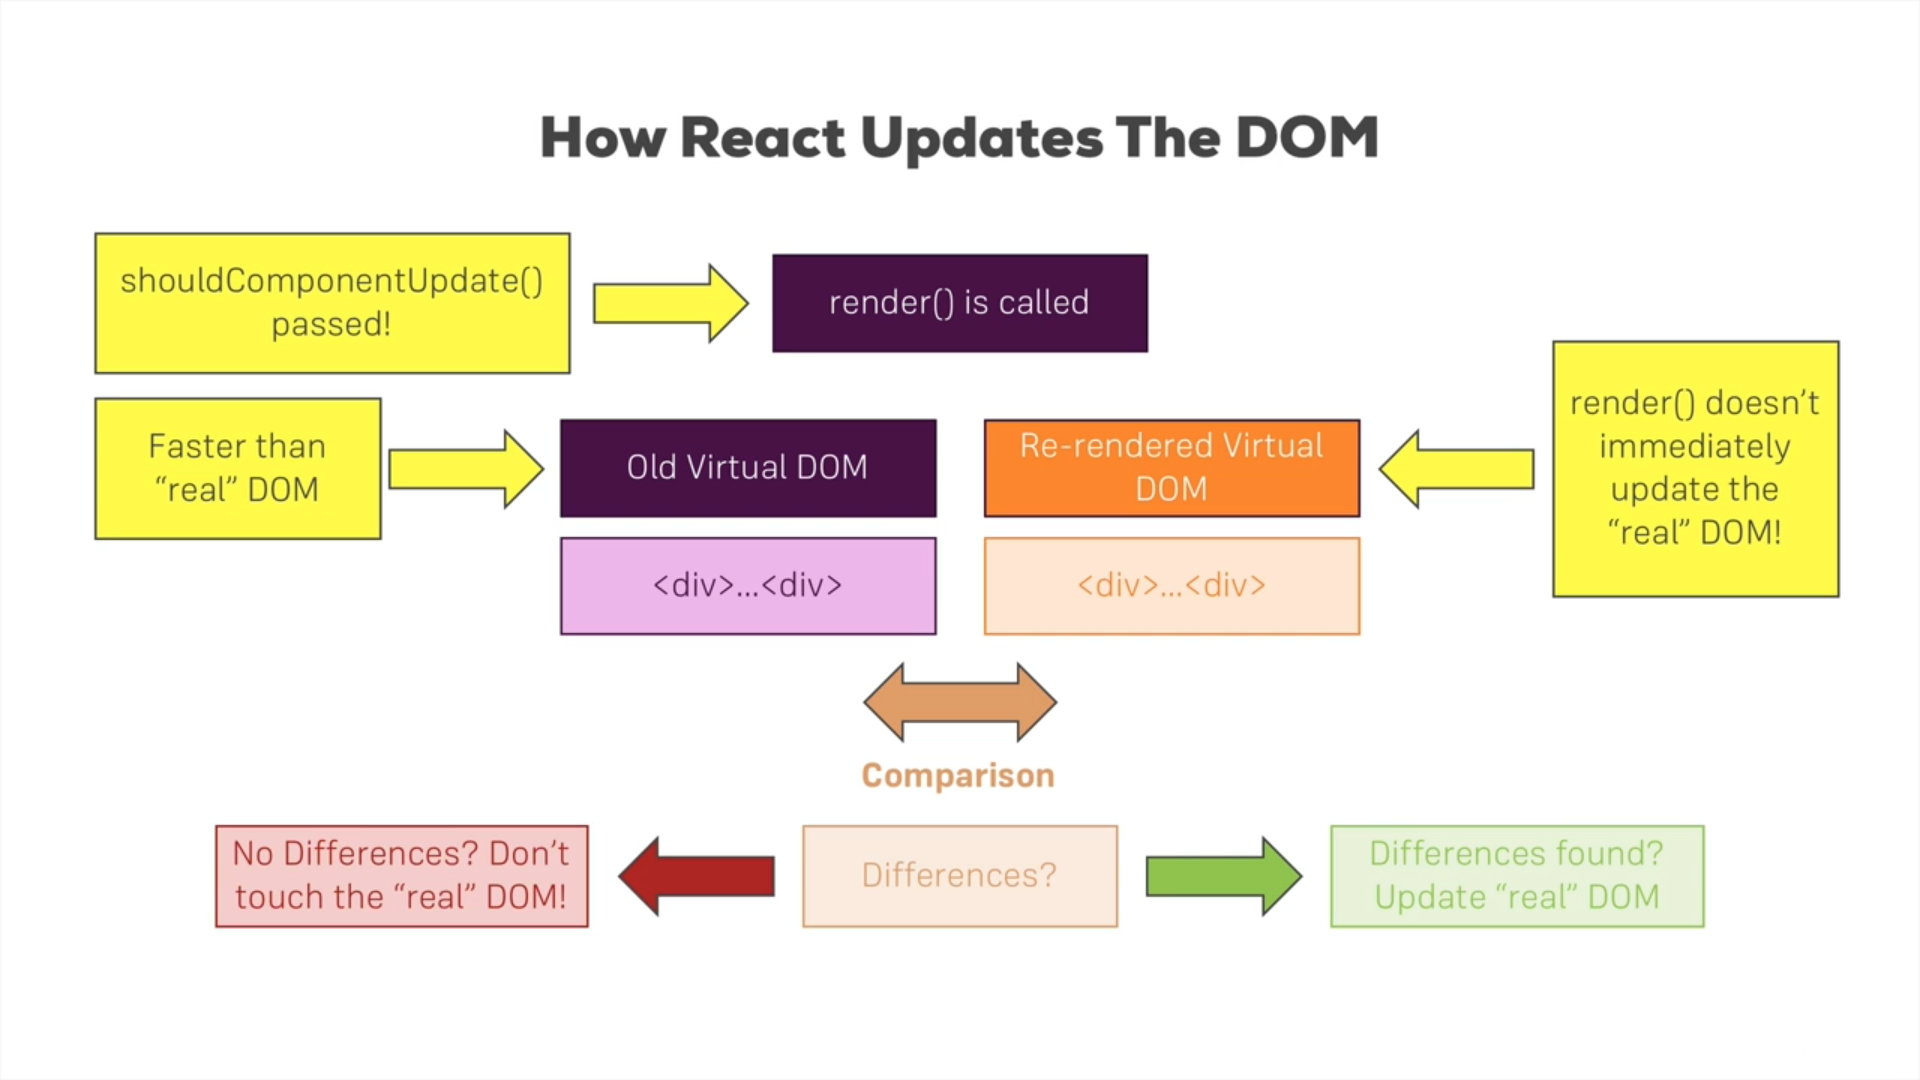 How React Updates The DOM
shouldComponentUpdate()
passed!
render() is called
Faster than
“real” DOM
Old Virtual DOM
Re-rendered Virtual
DOM
render() doesn’t
immediately
update the
“real” DOM!
<div>...<div>
<div>...<div>
Comparison
No Differences? Don’t
touch the “real” DOM!
Differences?
Differences found?
Update “real” DOM